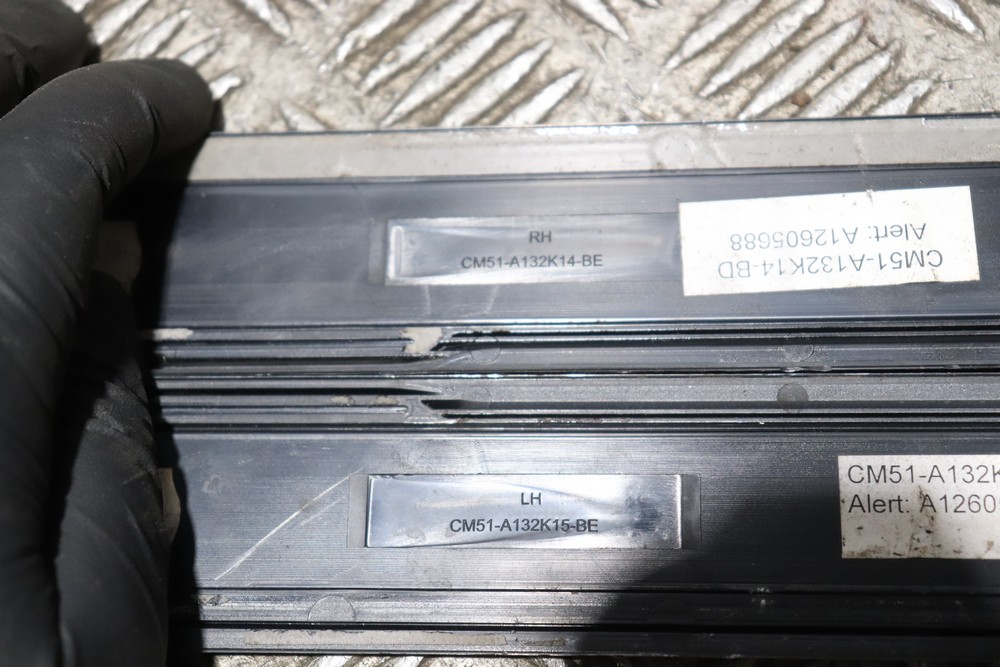 RH
CM51-A132K14-BE
CM51-A132K14-BD
Alert: A12605688
LH
CM51-A132K15-BE
CM51-A132K
Alert: A1260